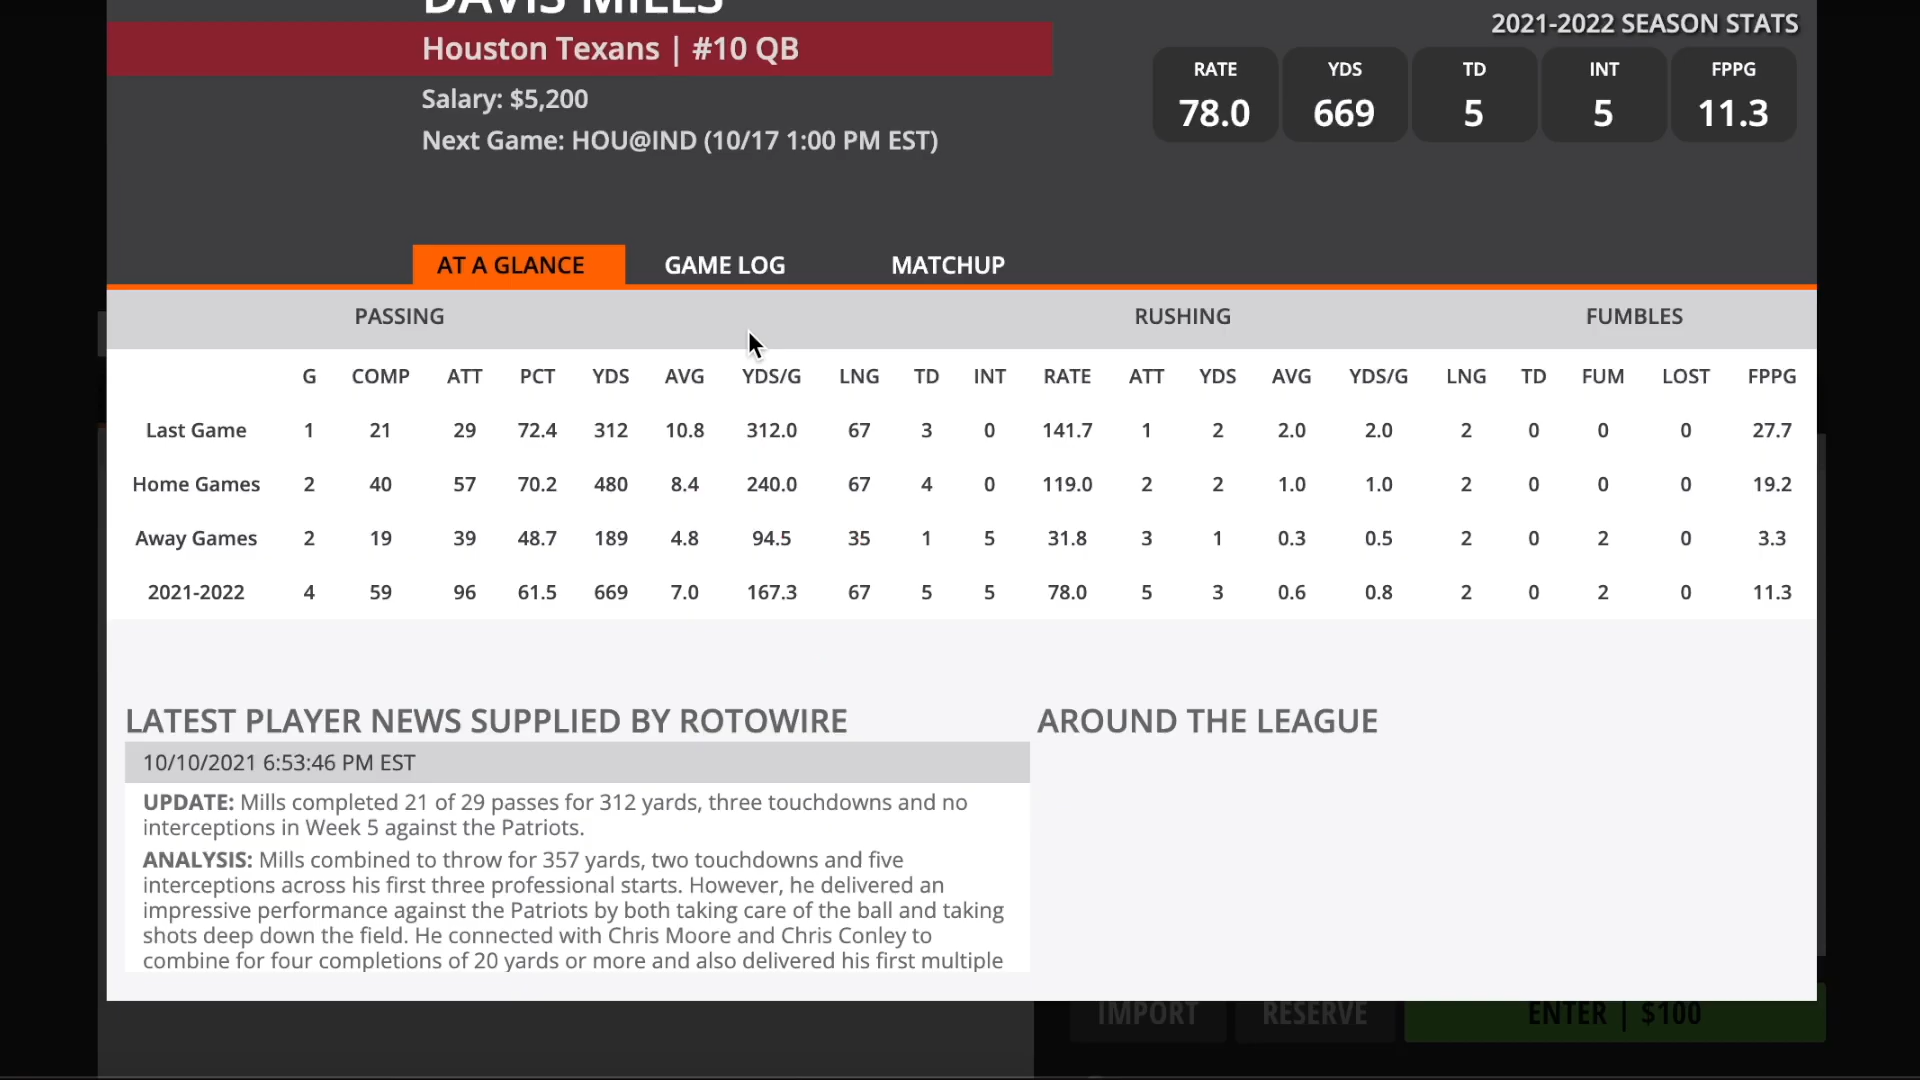 DAVIS MILLS
Houston Texans | #10 QB
Salary: $5,200
Next Game: HOU@IND (10/17 1:00 PM EST)
2021-2022 SEASON STATS
RATE YDS TD INT FPPG
78.0 669 5 5 11.3
AT A GLANCE GAME LOG MATCHUP
PASSING RUSHING FUMBLES
G COMP ATT PCT YDS AVG YDS/G LNG TD INT RATE ATT YDS AVG YDS/G LNG TD FUM LOST FPPG
Last Game 1 21 29 72.4 312 10.8 312.0 67 3 0 141.7 1 2 2.0 2.0 2 0 0 0 27.7
Home Games 2 40 57 70.2 480 8.4 240.0 67 4 0 119.0 2 2 1.0 1.0 2 0 0 0 19.2
Away Games 2 19 39 48.7 189 4.8 94.5 35 1 5 31.8 3 1 0.3 0.5 2 0 2 0 3.3
2021-2022 4 59 96 61.5 669 7.0 167.3 67 5 5 78.0 5 3 0.6 0.8 2 0 2 0 11.3
LATEST PLAYER NEWS SUPPLIED BY ROTOWIRE
10/10/2021 6:53:46 PM EST
UPDATE: Mills completed 21 of 29 passes for 312 yards, three touchdowns and no
interceptions in Week 5 against the Patriots.
ANALYSIS: Mills combined to throw for 357 yards, two touchdowns and five
interceptions across his first three professional starts. However, he delivered an
impressive performance against the Patriots by both taking care of the ball and taking
shots deep down the field. He connected with Chris Moore and Chris Conley to
combine for four completions of 20 yards or more and also delivered his first multiple
AROUND THE LEAGUE
IMPORT RESERVE ENTER | $100